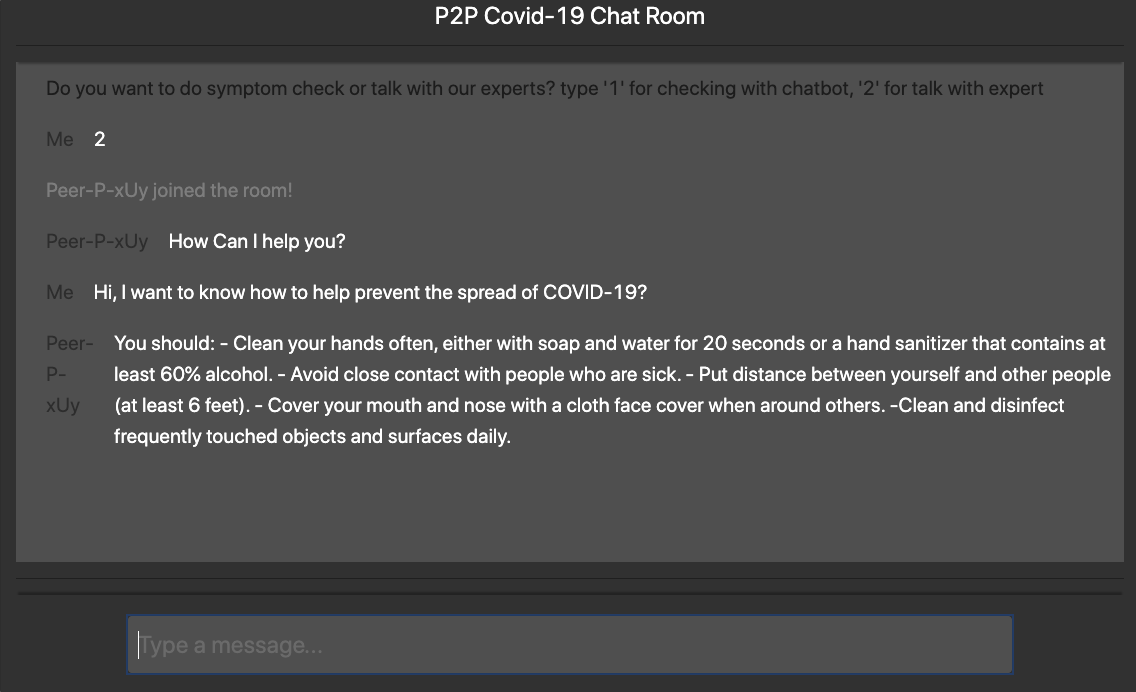 P2P Covid-19 Chat Room
Do you want to do symptom check or talk with our experts? type '1' for checking with chatbot, '2' for talk with expert
Me 2
Peer-P-xUy joined the room!
Peer-P-xUy How Can I help you?
Me Hi, I want to know how to help prevent the spread of COVID-19?
Peer- You should: - Clean your hands often, either with soap and water for 20 seconds or a hand sanitizer that contains at
P- least 60% alcohol. - Avoid close contact with people who are sick. - Put distance between yourself and other people
xUy (at least 6 feet). - Cover your mouth and nose with a cloth face cover when around others. -Clean and disinfect
frequently touched objects and surfaces daily.
Type a message...